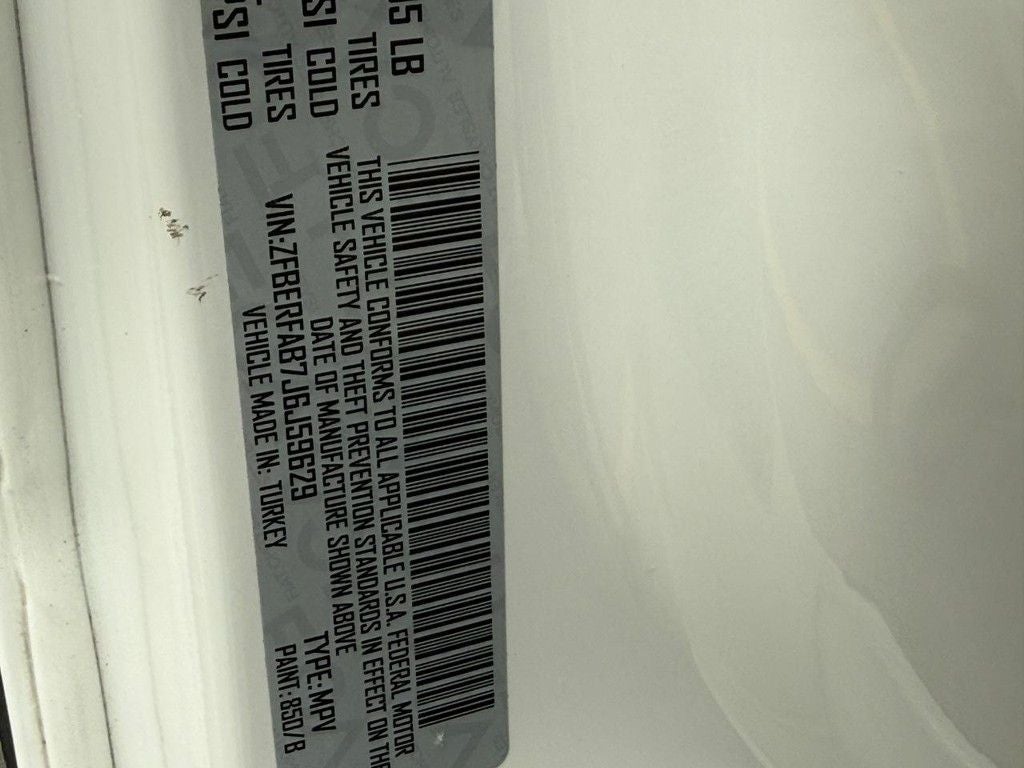 5 LB
TIRES
SI COLD
TIRES
PSI COLD
THIS VEHICLE CONFORMS TO ALL APPLICABLE U.S.A. FEDERAL MOTOR
VEHICLE SAFETY AND THEFT PREVENTION STANDARDS IN EFFECT ON THE
DATE OF MANUFACTURE SHOWN ABOVE
VIN:ZFBERFAB7J6J59629 TYPE:MPV
VEHICLE MADE IN: TURKEY PAINT:850/B